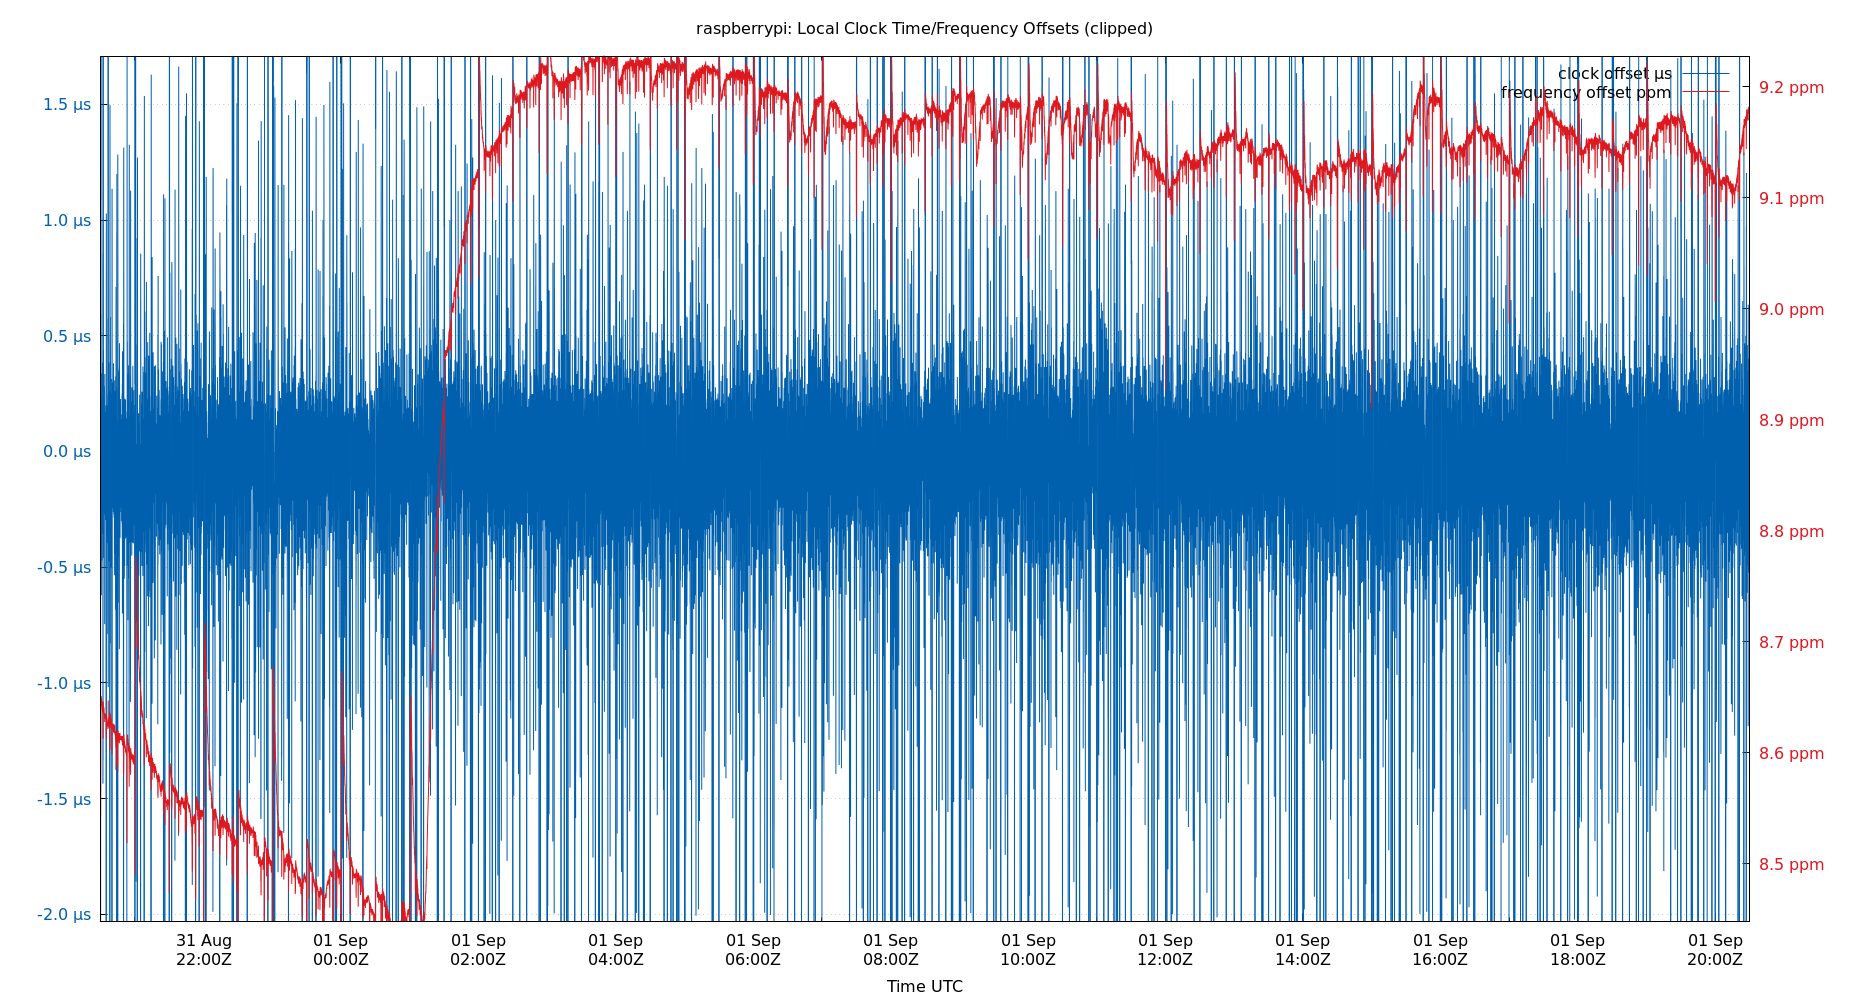 raspberrypi: Local Clock Time/Frequency Offsets (clipped)
clock offset µs
frequency offset ppm
1.5 µs
1.0 µs
0.5 µs
0.0 µs
-0.5 µs
-1.0 µs
-1.5 µs
-2.0 µs
9.2 ppm
9.1 ppm
9.0 ppm
8.9 ppm
8.8 ppm
8.7 ppm
8.6 ppm
8.5 ppm
31 Aug 01 Sep 01 Sep 01 Sep 01 Sep 01 Sep 01 Sep 01 Sep 01 Sep 01 Sep 01 Sep 01 Sep
22:00Z 00:00Z 02:00Z 04:00Z 06:00Z 08:00Z 10:00Z 12:00Z 14:00Z 16:00Z 18:00Z 20:00Z
Time UTC